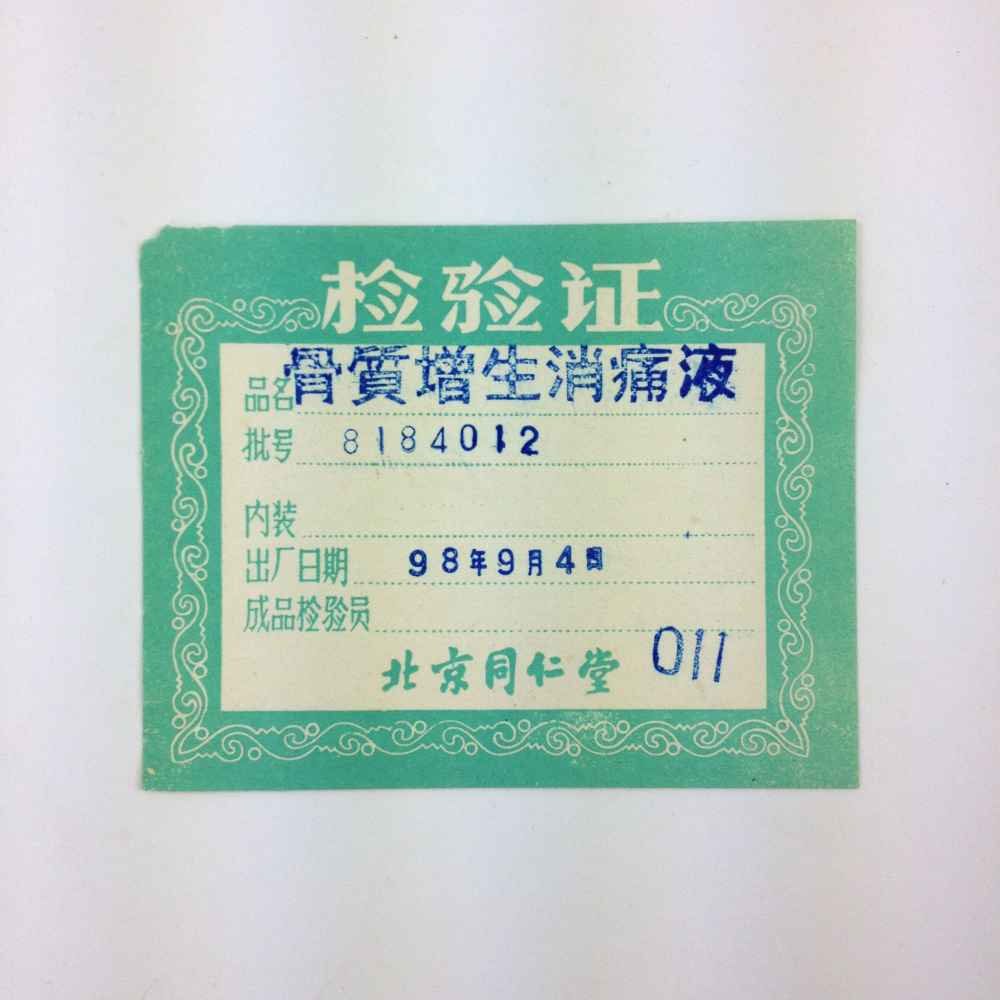 检验证
品名 骨質增生消痛液
批号 8184012
内装
出厂日期 98年9月4日
成品检验员
北京同仁堂 011